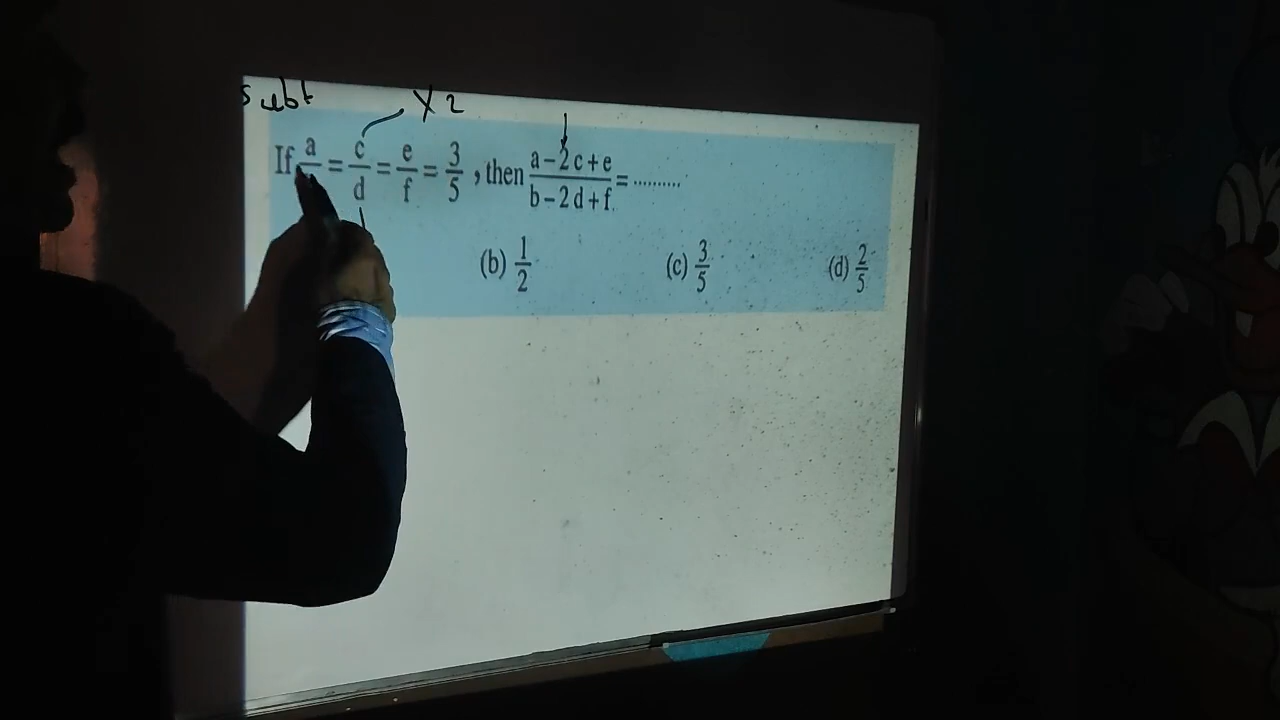 subt x 2
If a/ = c/d = e/f = 3/5 , then a-2c+e/b-2d+f = ..........
(b) 1/2 (c) 3/5 (d) 2/5